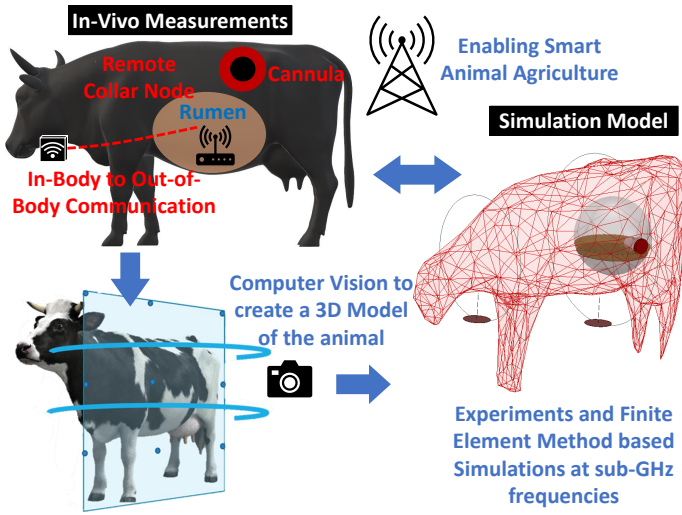 In-Vivo Measurements
Remote
Collar Node
Cannula
Rumen
In-Body to Out-of-
Body Communication
Enabling Smart
Animal Agriculture
Simulation Model
Computer Vision to
create a 3D Model
of the animal
Experiments and Finite
Element Method based
Simulations at sub-GHz
frequencies